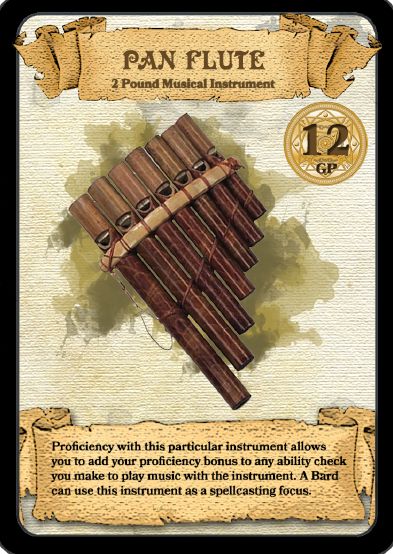 PAN FLUTE
2 Pound Musical Instrument
12
GP
Proficiency with this particular instrument allows
you to add your proficiency bonus to any ability check
you make to play music with the instrument. A Bard
can use this instrument as a spellcasting focus.